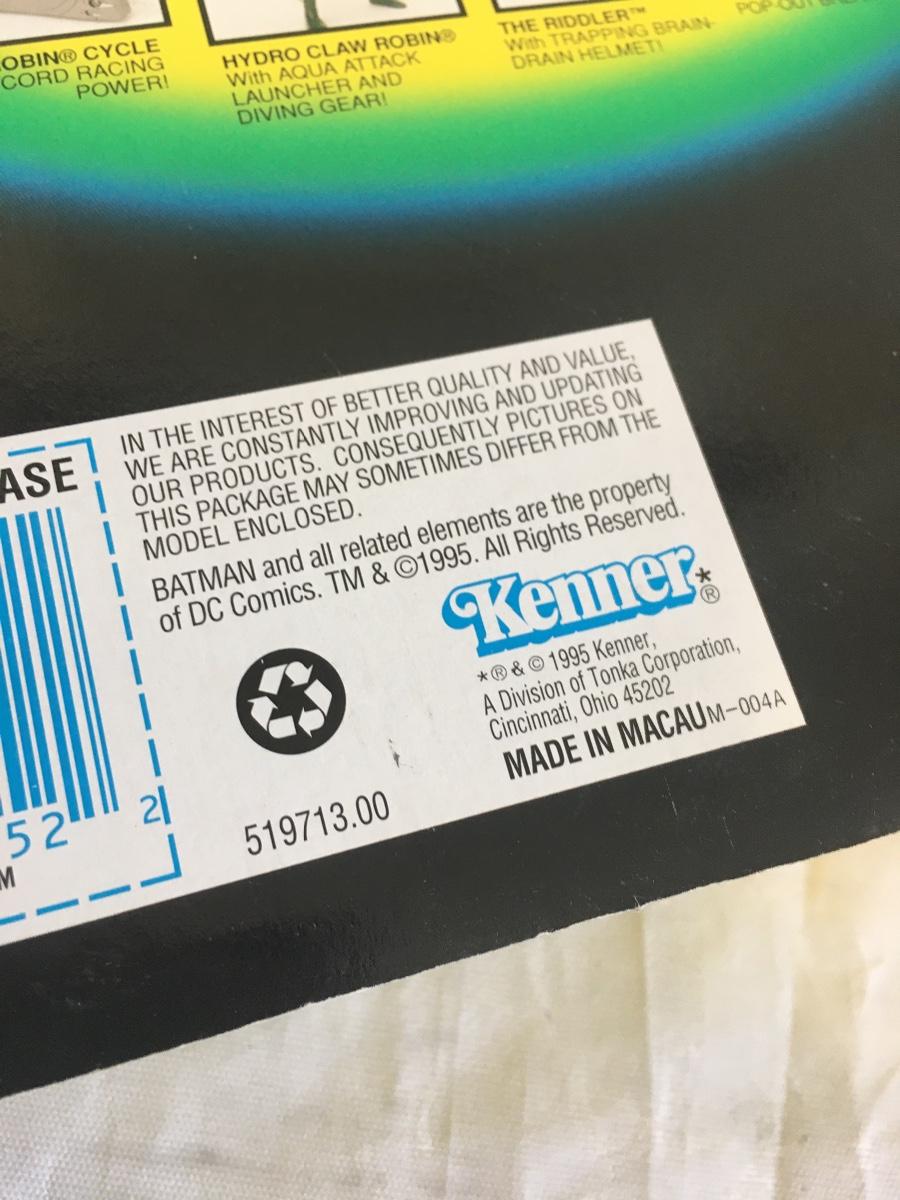 OBIN® CYCLE
CORD RACING
POWER!
HYDRO CLAW ROBIN®
With AQUA ATTACK
LAUNCHER AND
DIVING GEAR!
THE RIDDLER™
With TRAPPING BRAIN-
DRAIN HELMET!
POP-OUT
ASE
52 2
M
IN THE INTEREST OF BETTER QUALITY AND VALUE,
WE ARE CONSTANTLY IMPROVING AND UPDATING
OUR PRODUCTS. CONSEQUENTLY PICTURES ON
THIS PACKAGE MAY SOMETIMES DIFFER FROM THE
MODEL ENCLOSED.
BATMAN and all related elements are the property
of DC Comics. TM & ©1995. All Rights Reserved.
Kenner*®
*® & © 1995 Kenner,
A Division of Tonka Corporation,
Cincinnati, Ohio 45202
MADE IN MACAU M-004A
519713.00